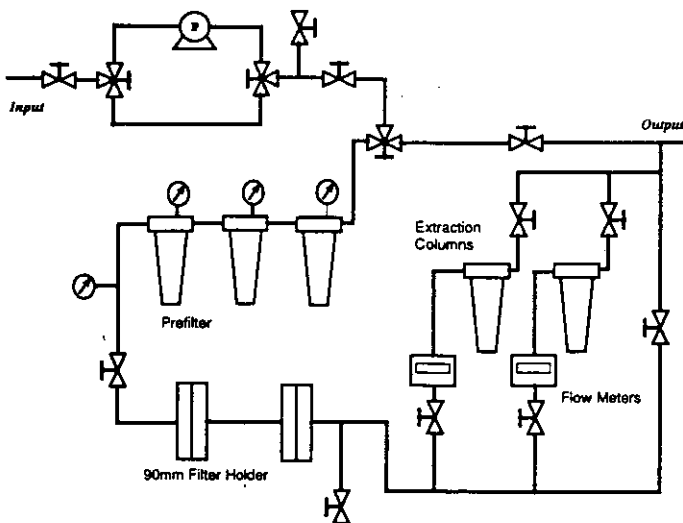 P
Input
Output
Extraction
Columns
Prefilter
Flow Meters
90mm Filter Holder